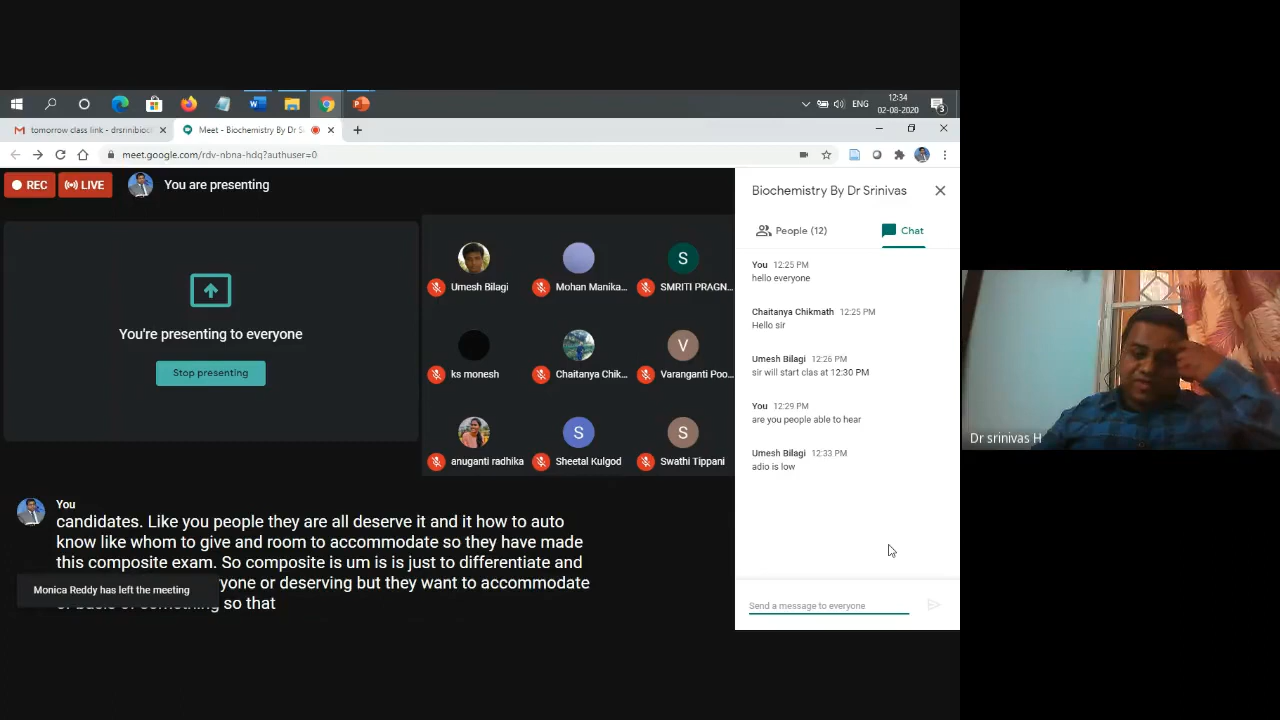 12:34
ENG
02-08-2020
3
tomorrow class link - drsrinibioc
Meet - Biochemistry By Dr S
meet.google.com/rdv-nbna-hdq?authuser=0
REC
LIVE
You are presenting
You're presenting to everyone
Stop presenting
Umesh Bilagi
Mohan Manika...
S
SMRITI PRAGN...
ks monesh
Chaitanya Chik...
V
Varanganti Poo...
anuganti radhika
S
Sheetal Kulgod
S
Swathi Tippani
Biochemistry By Dr Srinivas
People (12)
Chat
You 12:25 PM
hello everyone
Chaitanya Chikmath 12:25 PM
Hello sir
Umesh Bilagi 12:26 PM
sir will start clas at 12:30 PM
You 12:29 PM
are you people able to hear
Umesh Bilagi 12:33 PM
adio is low
Send a message to everyone
You
candidates. Like you people they are all deserve it and it how to auto
know like whom to give and room to accommodate so they have made
this composite exam. So composite is um is is just to differentiate and
yone or deserving but they want to accommodate
so that
Monica Reddy has left the meeting
Dr srinivas H